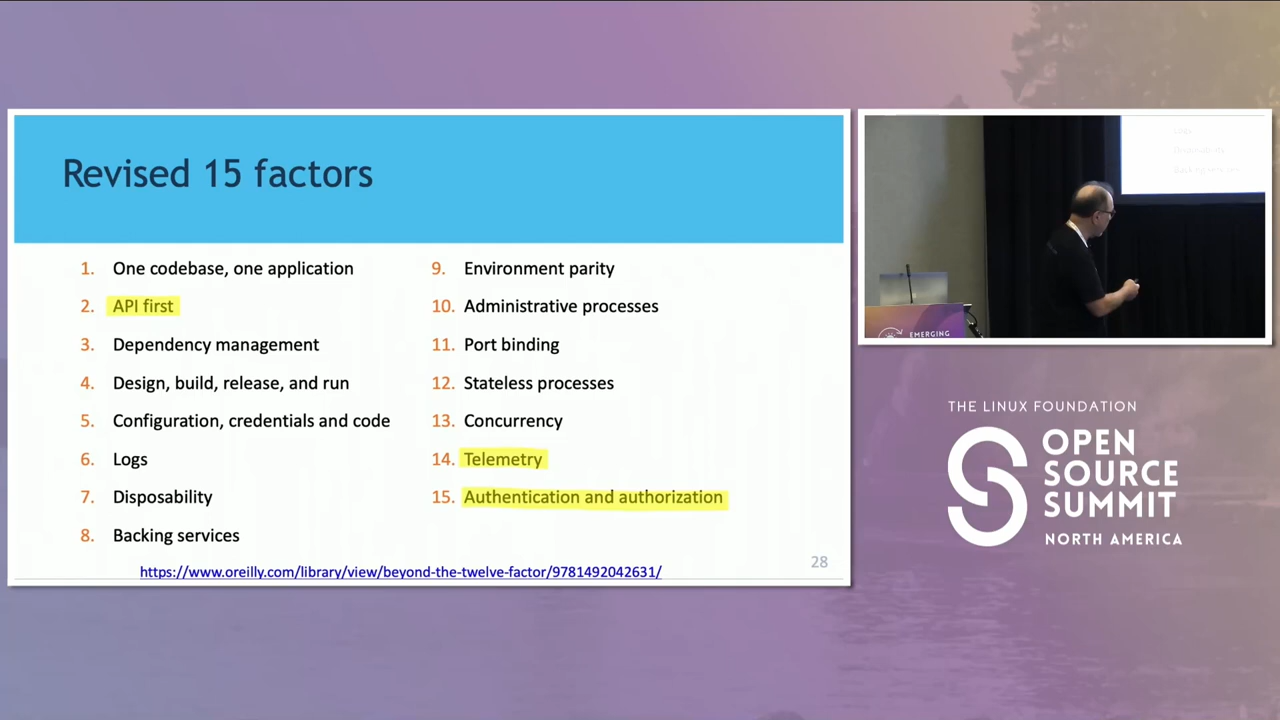 Revised 15 factors
1. One codebase, one application
2. API first
3. Dependency management
4. Design, build, release, and run
5. Configuration, credentials and code
6. Logs
7. Disposability
8. Backing services
9. Environment parity
10. Administrative processes
11. Port binding
12. Stateless processes
13. Concurrency
14. Telemetry
15. Authentication and authorization
https://www.oreilly.com/library/view/beyond-the-twelve-factor/9781492042631/
28
EMERGING
THE LINUX FOUNDATION
OPEN
SOURCE
SUMMIT
NORTH AMERICA